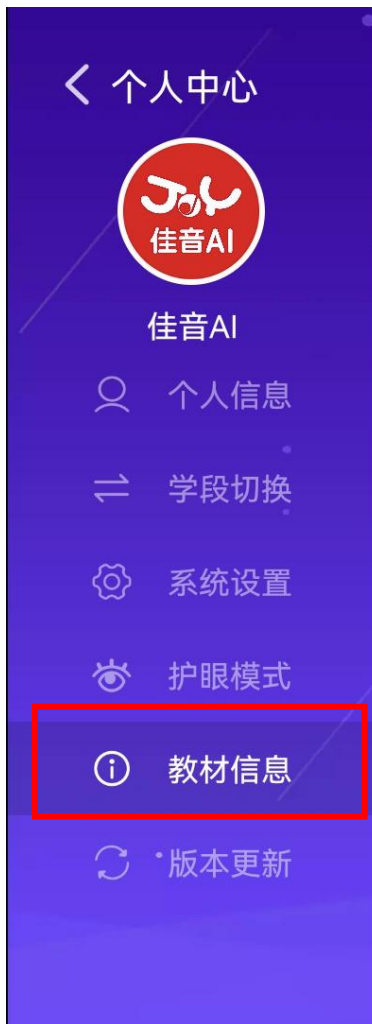 个人中心
JOY
佳音AI
佳音AI
个人信息
学段切换
系统设置
护眼模式
教材信息
版本更新